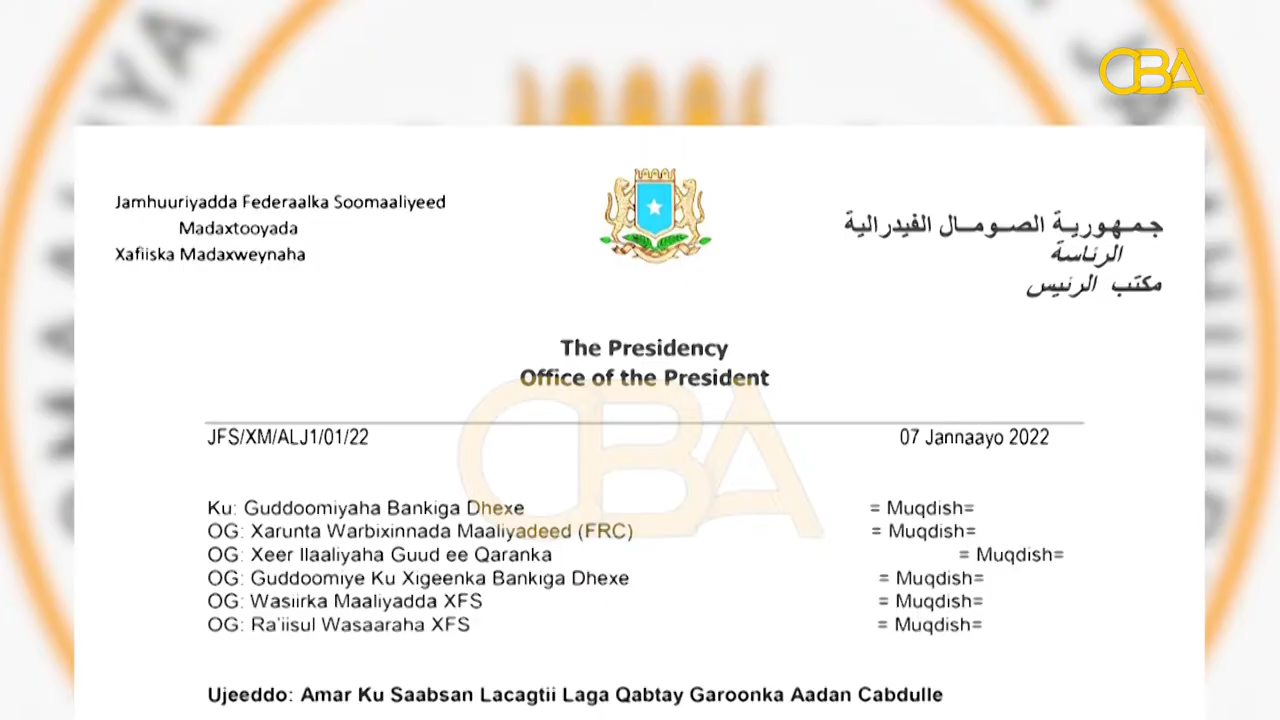 CBA
Jamhuuriyadda Federaalka Soomaaliyeed
Madaxtooyada
Xafiiska Madaxweynaha
جمهورية الصومال الفيدرالية
الرئاسة
مكتب الرئيس
The Presidency
Office of the President
CBA
JFS/XM/ALJ1/01/22 07 Jannaayo 2022
Ku: Guddoomiyaha Bankiga Dhexe = Muqdish=
OG: Xarunta Warbixinnada Maaliyadeed (FRC) = Muqdish=
OG: Xeer Ilaaliyaha Guud ee Qaranka = Muqdish=
OG: Guddoomiye Ku Xigeenka Bankiga Dhexe = Muqdish=
OG: Wasiirka Maaliyadda XFS = Muqdish=
OG: Ra'iisul Wasaaraha XFS = Muqdish=
Ujeeddo: Amar Ku Saabsan Lacagtii Laga Qabtay Garoonka Aadan Cabdulle